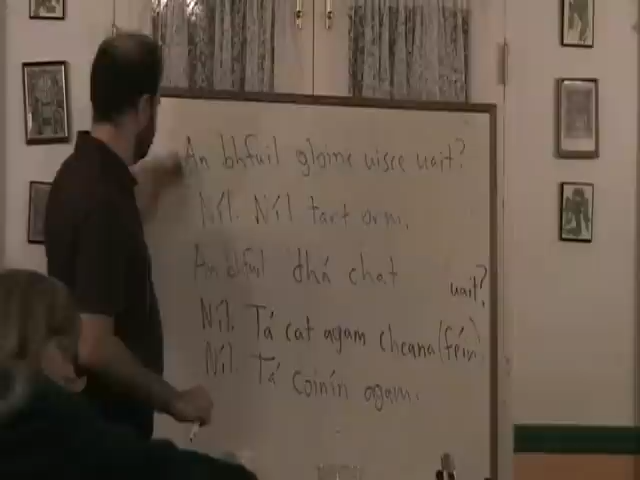 An bhfuil gloine uisce uait?
Níl. Níl tart orm.
An bhfuil dhá chat uait?
Níl. Tá cat agam cheana (féin)
Níl. Tá coinín agam.